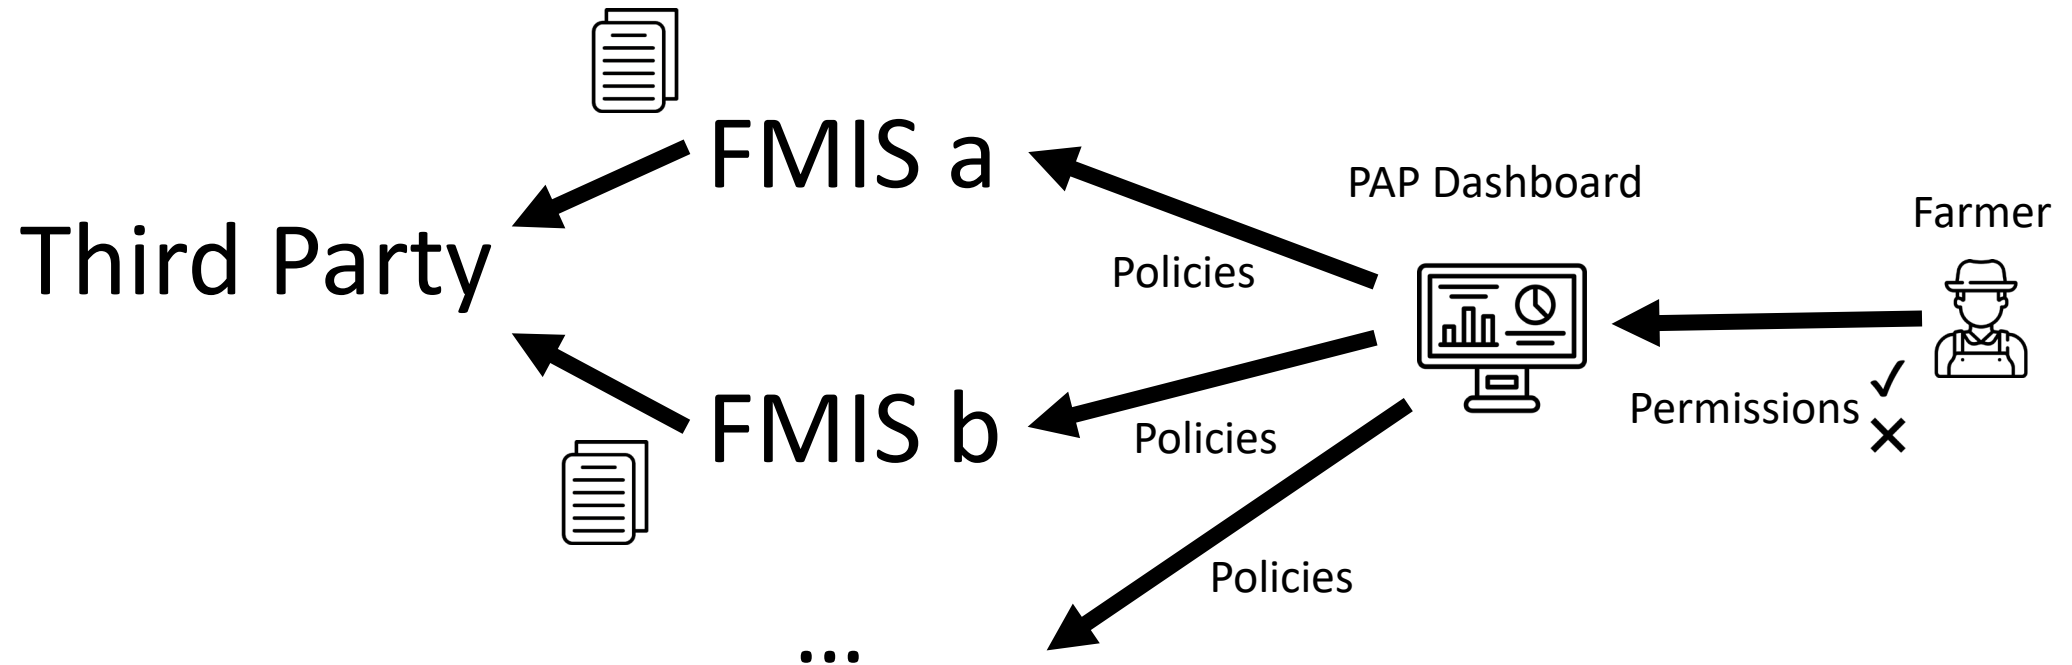 FMIS a
PAP Dashboard
Farmer
Third Party
Policies
Permissions
FMIS b
Policies
Policies
...